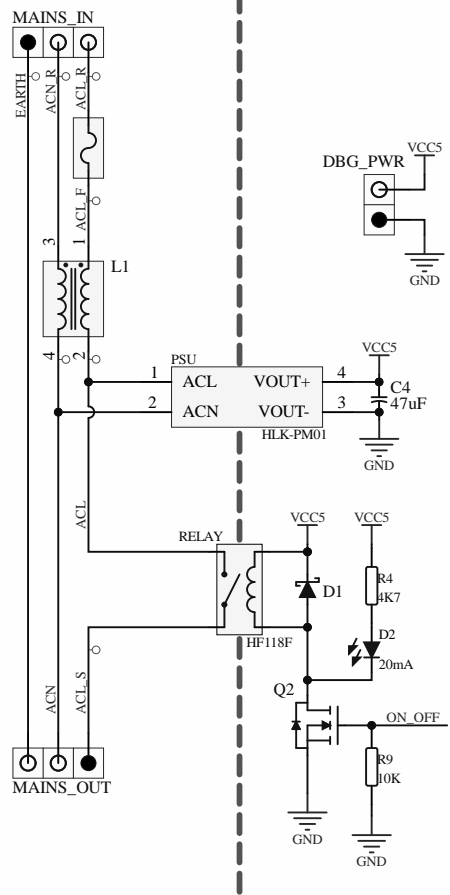 MAINS_IN
EARTH
ACN_R
ACL_R
ACL_F
3
1
L1
4
2
DBG_PWR
VCC5
GND
PSU
1
ACL
VOUT+
4
2
ACN
VOUT-
3
HLK-PM01
VCC5
C4
47uF
GND
ACL
RELAY
HF118F
VCC5
VCC5
D1
R4
4K7
D2
20mA
Q2
ON_OFF
R9
10K
GND
GND
ACN
ACL_S
MAINS_OUT